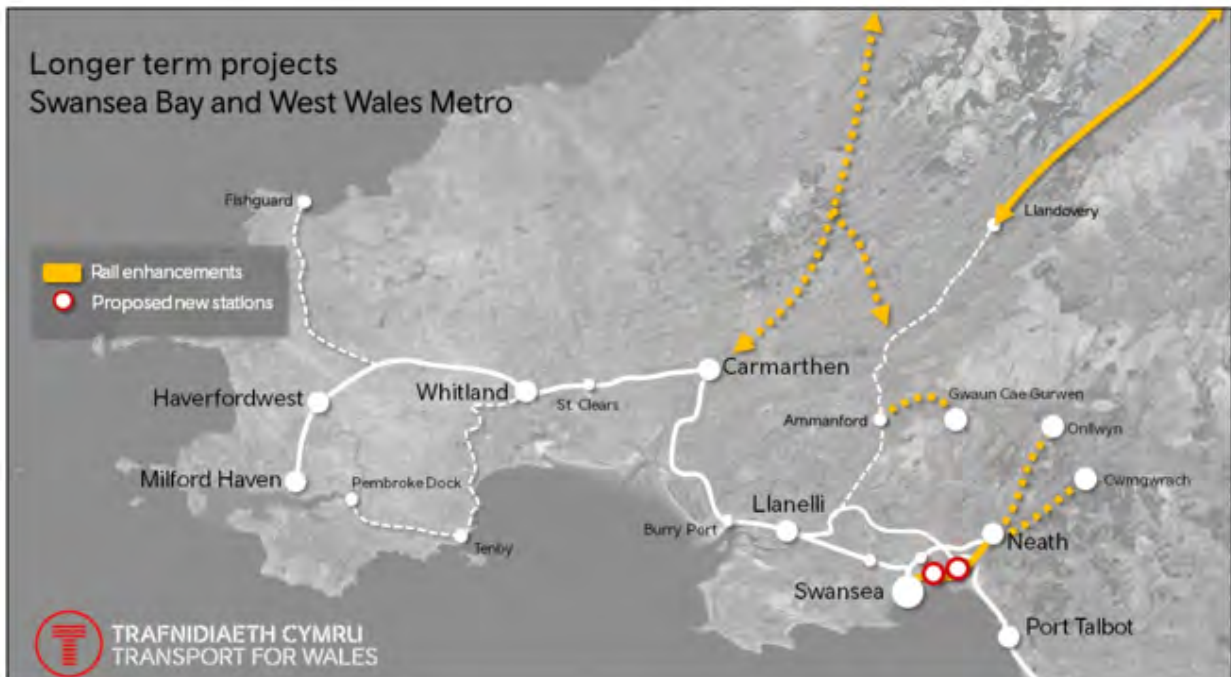 Longer term projects
Swansea Bay and West Wales Metro
Fishguard
Llandovery
Rail enhancements
Proposed new stations
Carmarthen
Whitland
St. Clears
Haverfordwest
Ammanford
Gwaun Cae Gurwen
Onllwyn
Milford Haven
Pembroke Dock
Cwmgwrach
Llanelli
Burry Port
Tenby
Neath
Swansea
Port Talbot
TRAFNIDIAETH CYMRU
TRANSPORT FOR WALES